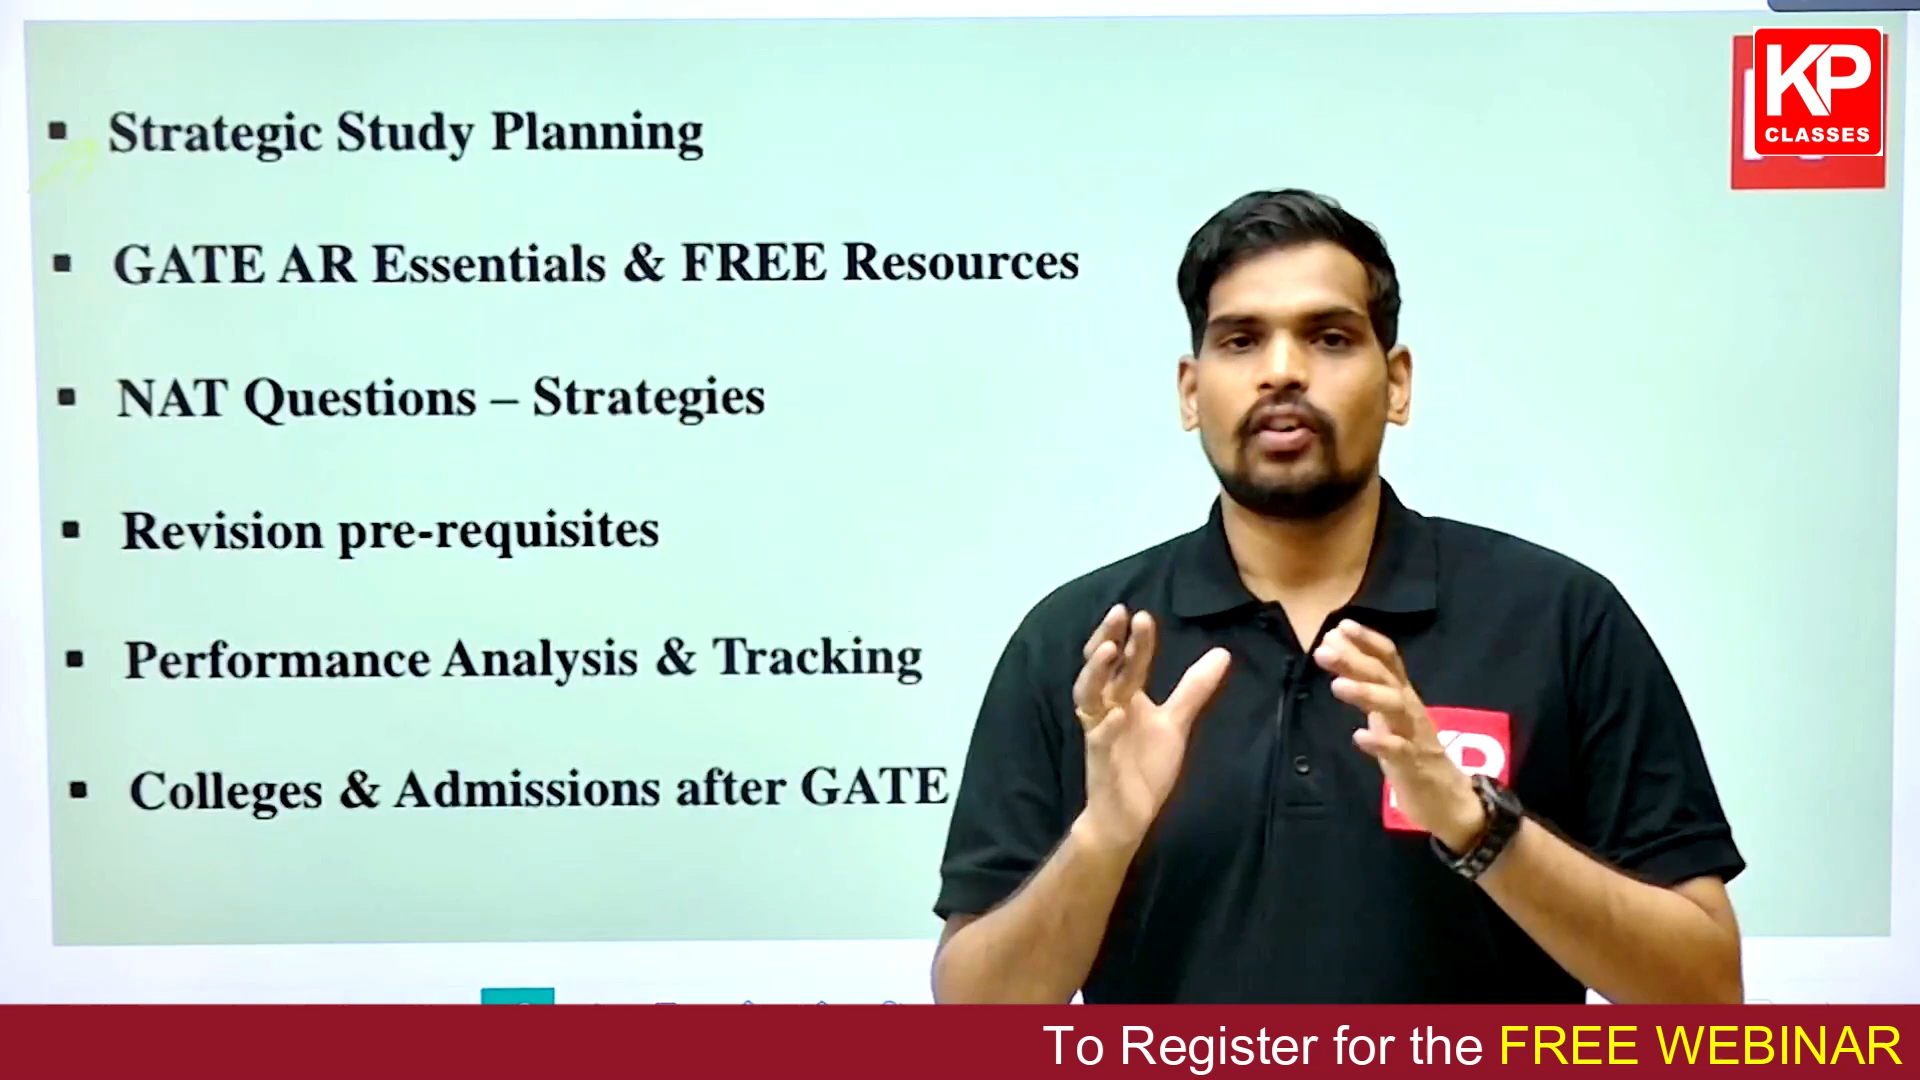 KP
CLASSES
Strategic Study Planning
GATE AR Essentials & FREE Resources
NAT Questions – Strategies
Revision pre-requisites
Performance Analysis & Tracking
Colleges & Admissions after GATE
KP
To Register for the FREE WEBINAR